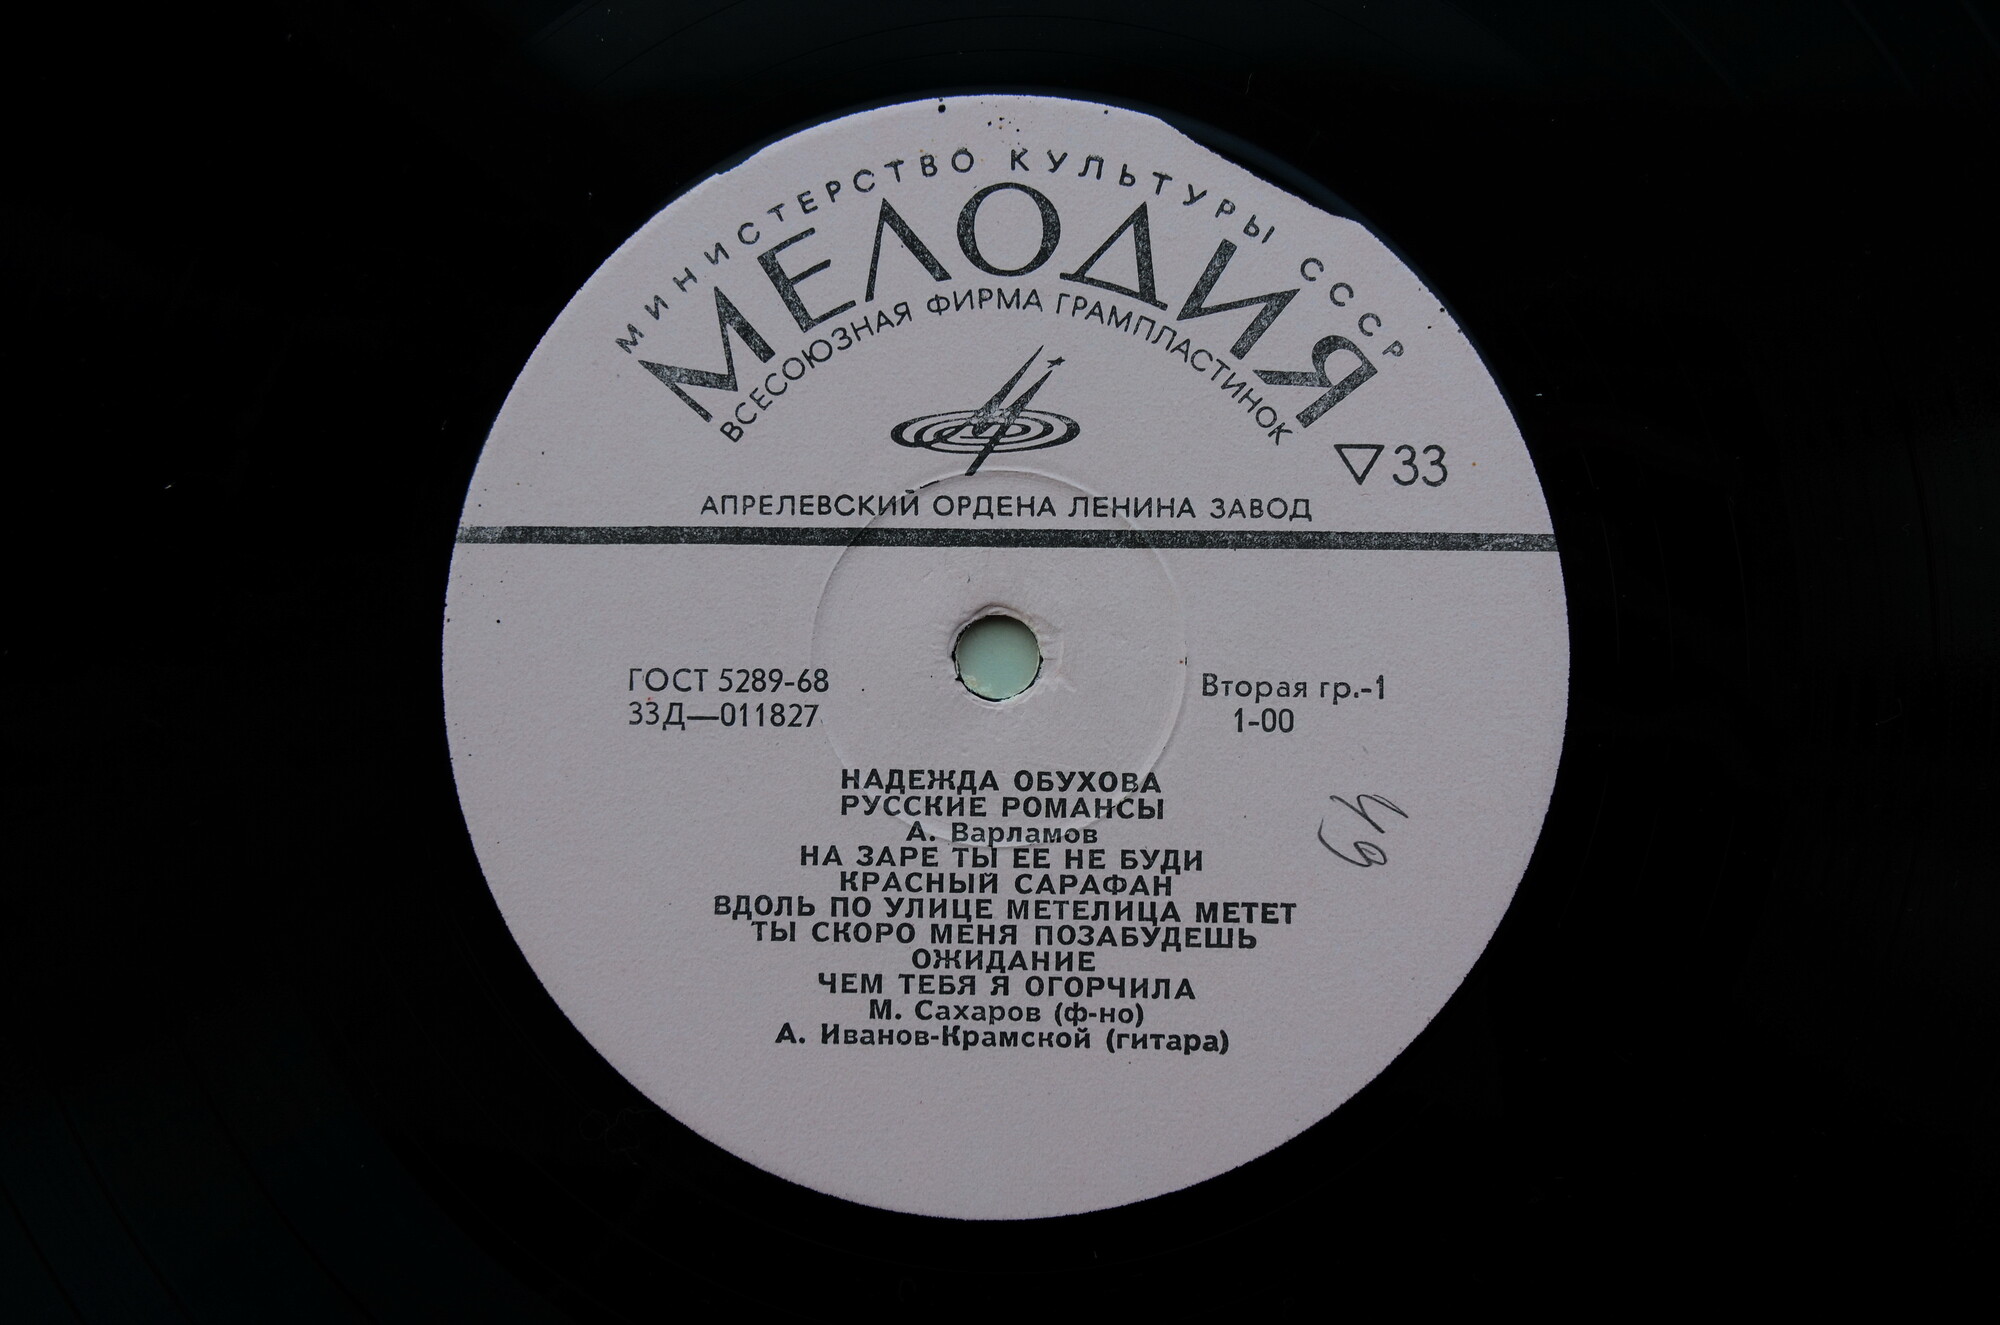 МИНИСТЕРСТВО КУЛЬТУРЫ СССР
МЕЛОДИЯ
ВСЕСОЮЗНАЯ ФИРМА ГРАМПЛАСТИНОК
▽33
АПРЕЛЕВСКИЙ ОРДЕНА ЛЕНИНА ЗАВОД
ГОСТ 5289-68
33Д—011827
Вторая гр.-1
1-00
НАДЕЖДА ОБУХОВА
РУССКИЕ РОМАНСЫ
А. Варламов
НА ЗАРЕ ТЫ ЕЕ НЕ БУДИ
КРАСНЫЙ САРАФАН
ВДОЛЬ ПО УЛИЦЕ МЕТЕЛИЦА МЕТЕТ
ТЫ СКОРО МЕНЯ ПОЗАБУДЕШЬ
ОЖИДАНИЕ
ЧЕМ ТЕБЯ Я ОГОРЧИЛА
М. Сахаров (ф-но)
А. Иванов-Крамской (гитара)